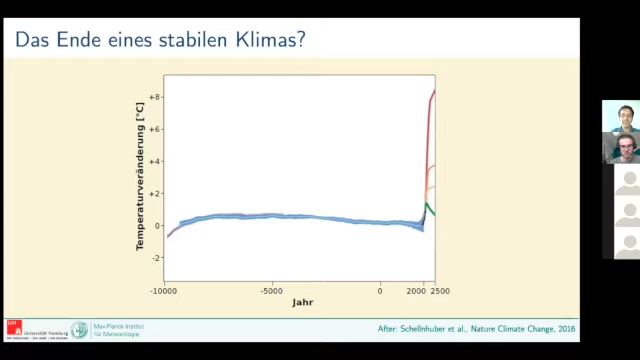 Das Ende eines stabilen Klimas?
Temperaturveränderung [°C]
+8
+6
+4
+2
0
-2
-10000
-5000
0
2000
2500
Jahr
Universität Hamburg
Max-Planck-Institut
für Meteorologie
After: Schellnhuber et al., Nature Climate Change, 2016